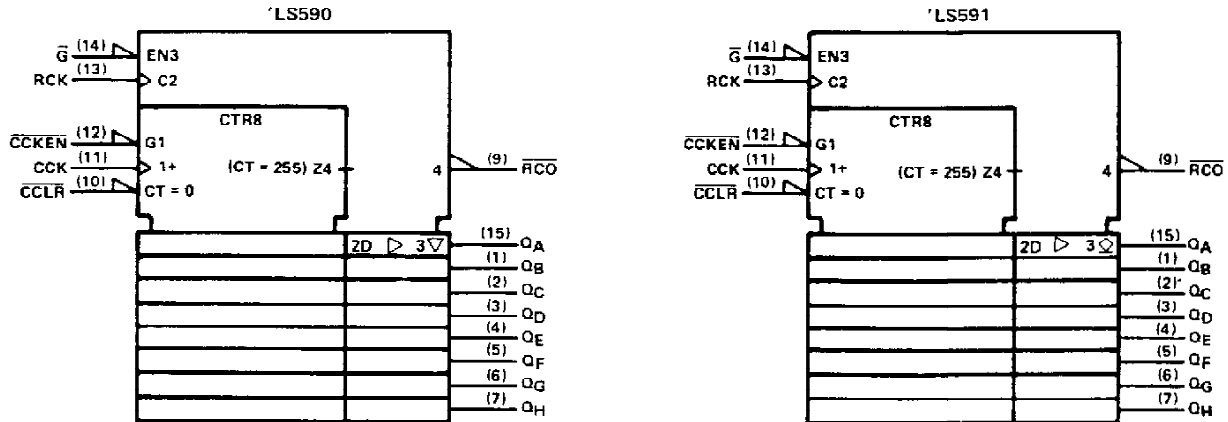 'LS590
G̅ (14) EN3
RCK (13) C2
CTR8
C̅C̅K̅E̅N̅ (12) G1
CCK (11) 1+ (CT = 255) Z4 4 (9) R̅C̅O̅
C̅C̅L̅R̅ (10) CT = 0
2D ▷ 3▽ (15) QA
(1) QB
(2) QC
(3) QD
(4) QE
(5) QF
(6) QG
(7) QH
'LS591
G̅ (14) EN3
RCK (13) C2
CTR8
C̅C̅K̅E̅N̅ (12) G1
CCK (11) 1+ (CT = 255) Z4 4 (9) R̅C̅O̅
C̅C̅L̅R̅ (10) CT = 0
2D ▷ 3◇ (15) QA
(1) QB
(2) QC
(3) QD
(4) QE
(5) QF
(6) QG
(7) QH